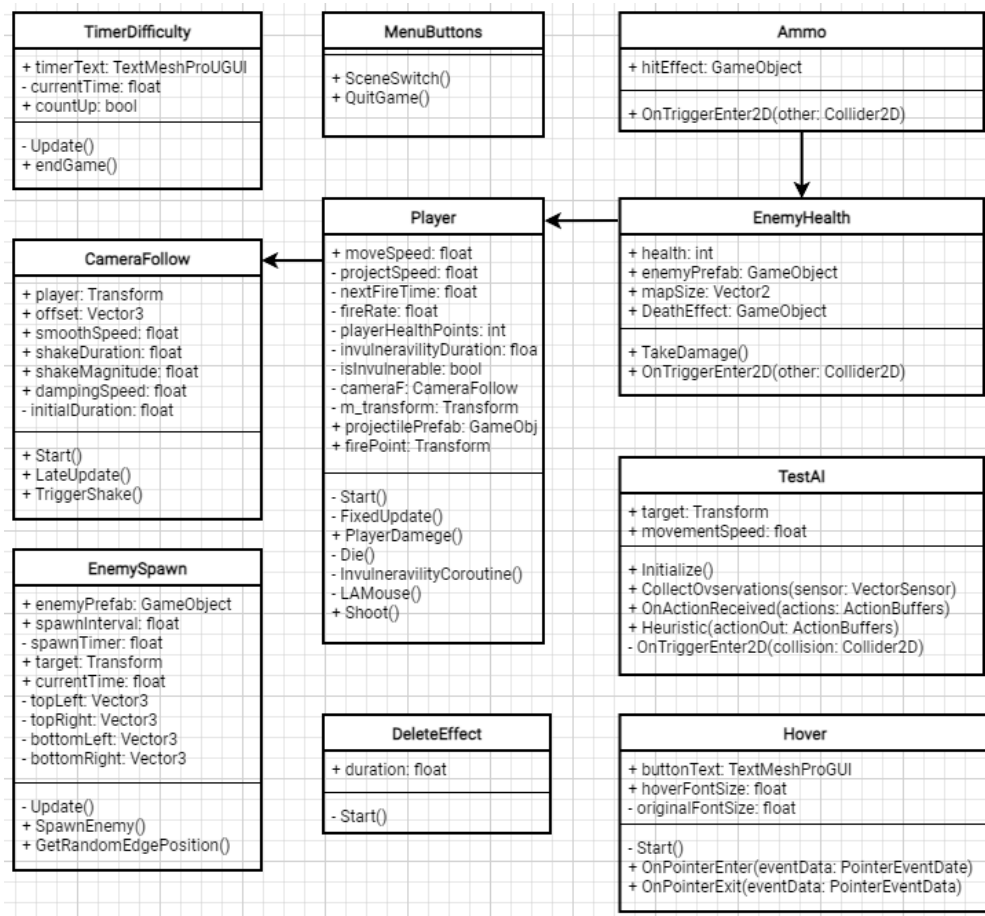 TimerDifficulty
+ timerText: TextMeshProUGUI
- currentTime: float
+ countUp: bool
- Update()
+ endGame()
MenuButtons
+ SceneSwitch()
+ QuitGame()
Ammo
+ hitEffect: GameObject
+ OnTriggerEnter2D(other: Collider2D)
CameraFollow
+ player: Transform
+ offset: Vector3
+ smoothSpeed: float
+ shakeDuration: float
+ shakeMagnitude: float
+ dampingSpeed: float
- initialDuration: float
+ Start()
+ LateUpdate()
+ TriggerShake()
Player
+ moveSpeed: float
- projectSpeed: float
- nextFireTime: float
- fireRate: float
- playerHealthPoints: int
- invulneravilityDuration: floa
- isInvulnerable: bool
- cameraF: CameraFollow
- m_transform: Transform
+ projectilePrefab: GameObj
+ firePoint: Transform
- Start()
- FixedUpdate()
+ PlayerDamege()
- Die()
- InvulneravilityCoroutine()
- LAMouse()
+ Shoot()
EnemyHealth
+ health: int
+ enemyPrefab: GameObject
+ mapSize: Vector2
+ DeathEffect: GameObject
+ TakeDamage()
+ OnTriggerEnter2D(other: Collider2D)
TestAI
+ target: Transform
+ movementSpeed: float
+ Initialize()
+ CollectOvservations(sensor: VectorSensor)
+ OnActionReceived(actions: ActionBuffers)
+ Heuristic(actionOut: ActionBuffers)
- OnTriggerEnter2D(collision: Collider2D)
EnemySpawn
+ enemyPrefab: GameObject
+ spawnInterval: float
- spawnTimer: float
+ target: Transform
+ currentTime: float
- topLeft: Vector3
- topRight: Vector3
- bottomLeft: Vector3
- bottomRight: Vector3
- Update()
+ SpawnEnemy()
+ GetRandomEdgePosition()
DeleteEffect
+ duration: float
- Start()
Hover
+ buttonText: TextMeshProGUI
+ hoverFontSize: float
- originalFontSize: float
- Start()
+ OnPointerEnter(eventData: PointerEventDate)
+ OnPointerExit(eventData: PointerEventData)